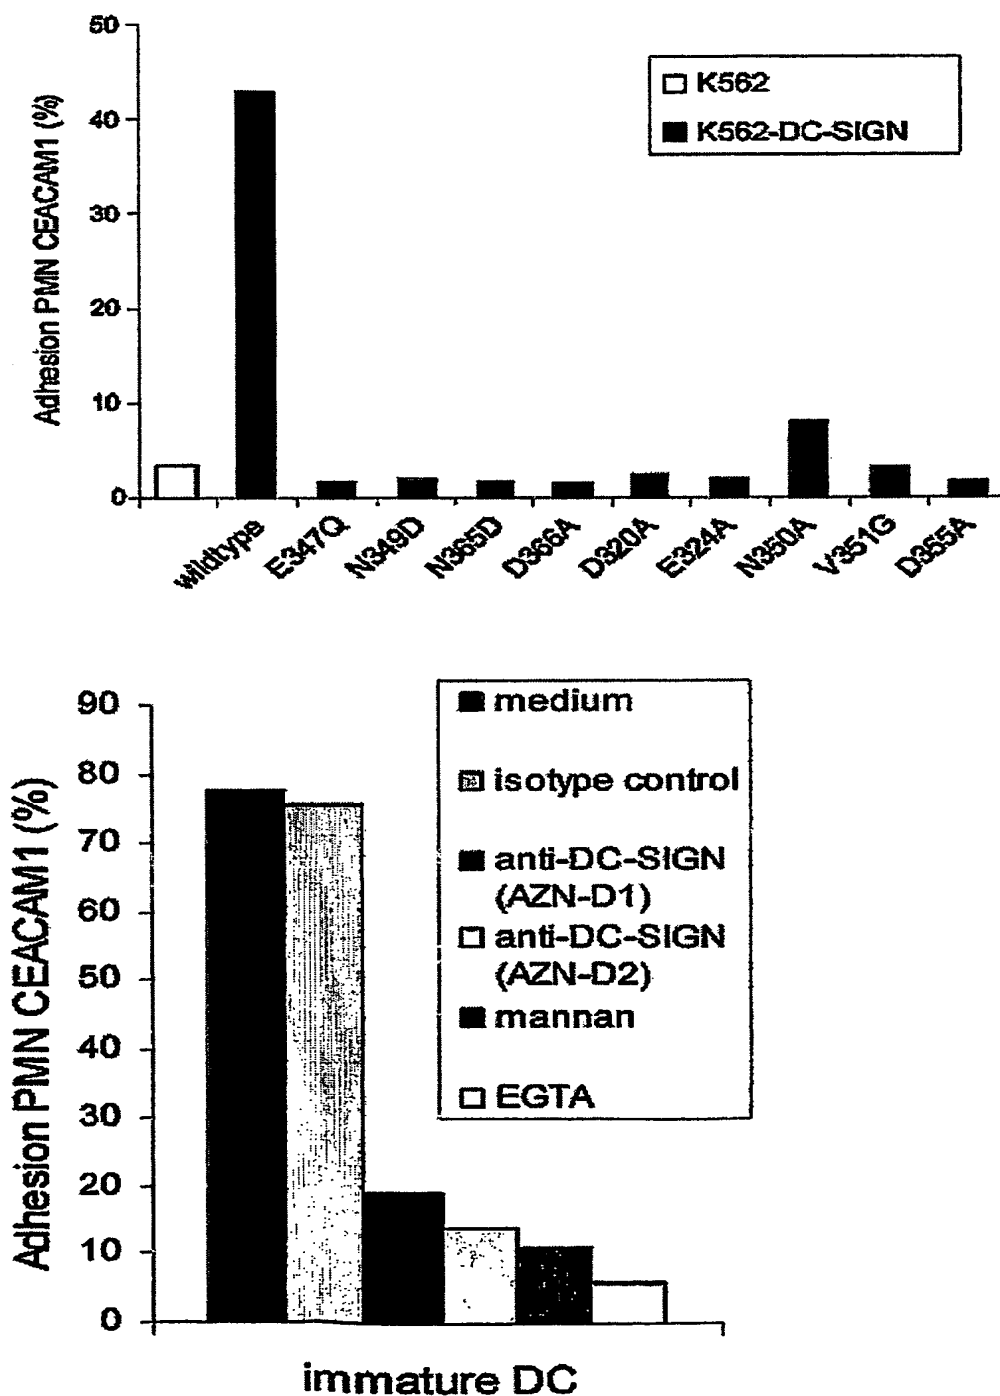 50
40
30
20
10
0
Adhesion PMN CEACAM1 (%)
K562
K562-DC-SIGN
wildtype
E347Q
N349D
N365D
D366A
D320A
E324A
N350A
V351G
D355A
90
80
70
60
50
40
30
20
10
0
Adhesion PMN CEACAM1 (%)
medium
isotype control
anti-DC-SIGN
(AZN-D1)
anti-DC-SIGN
(AZN-D2)
mannan
EGTA
immature DC